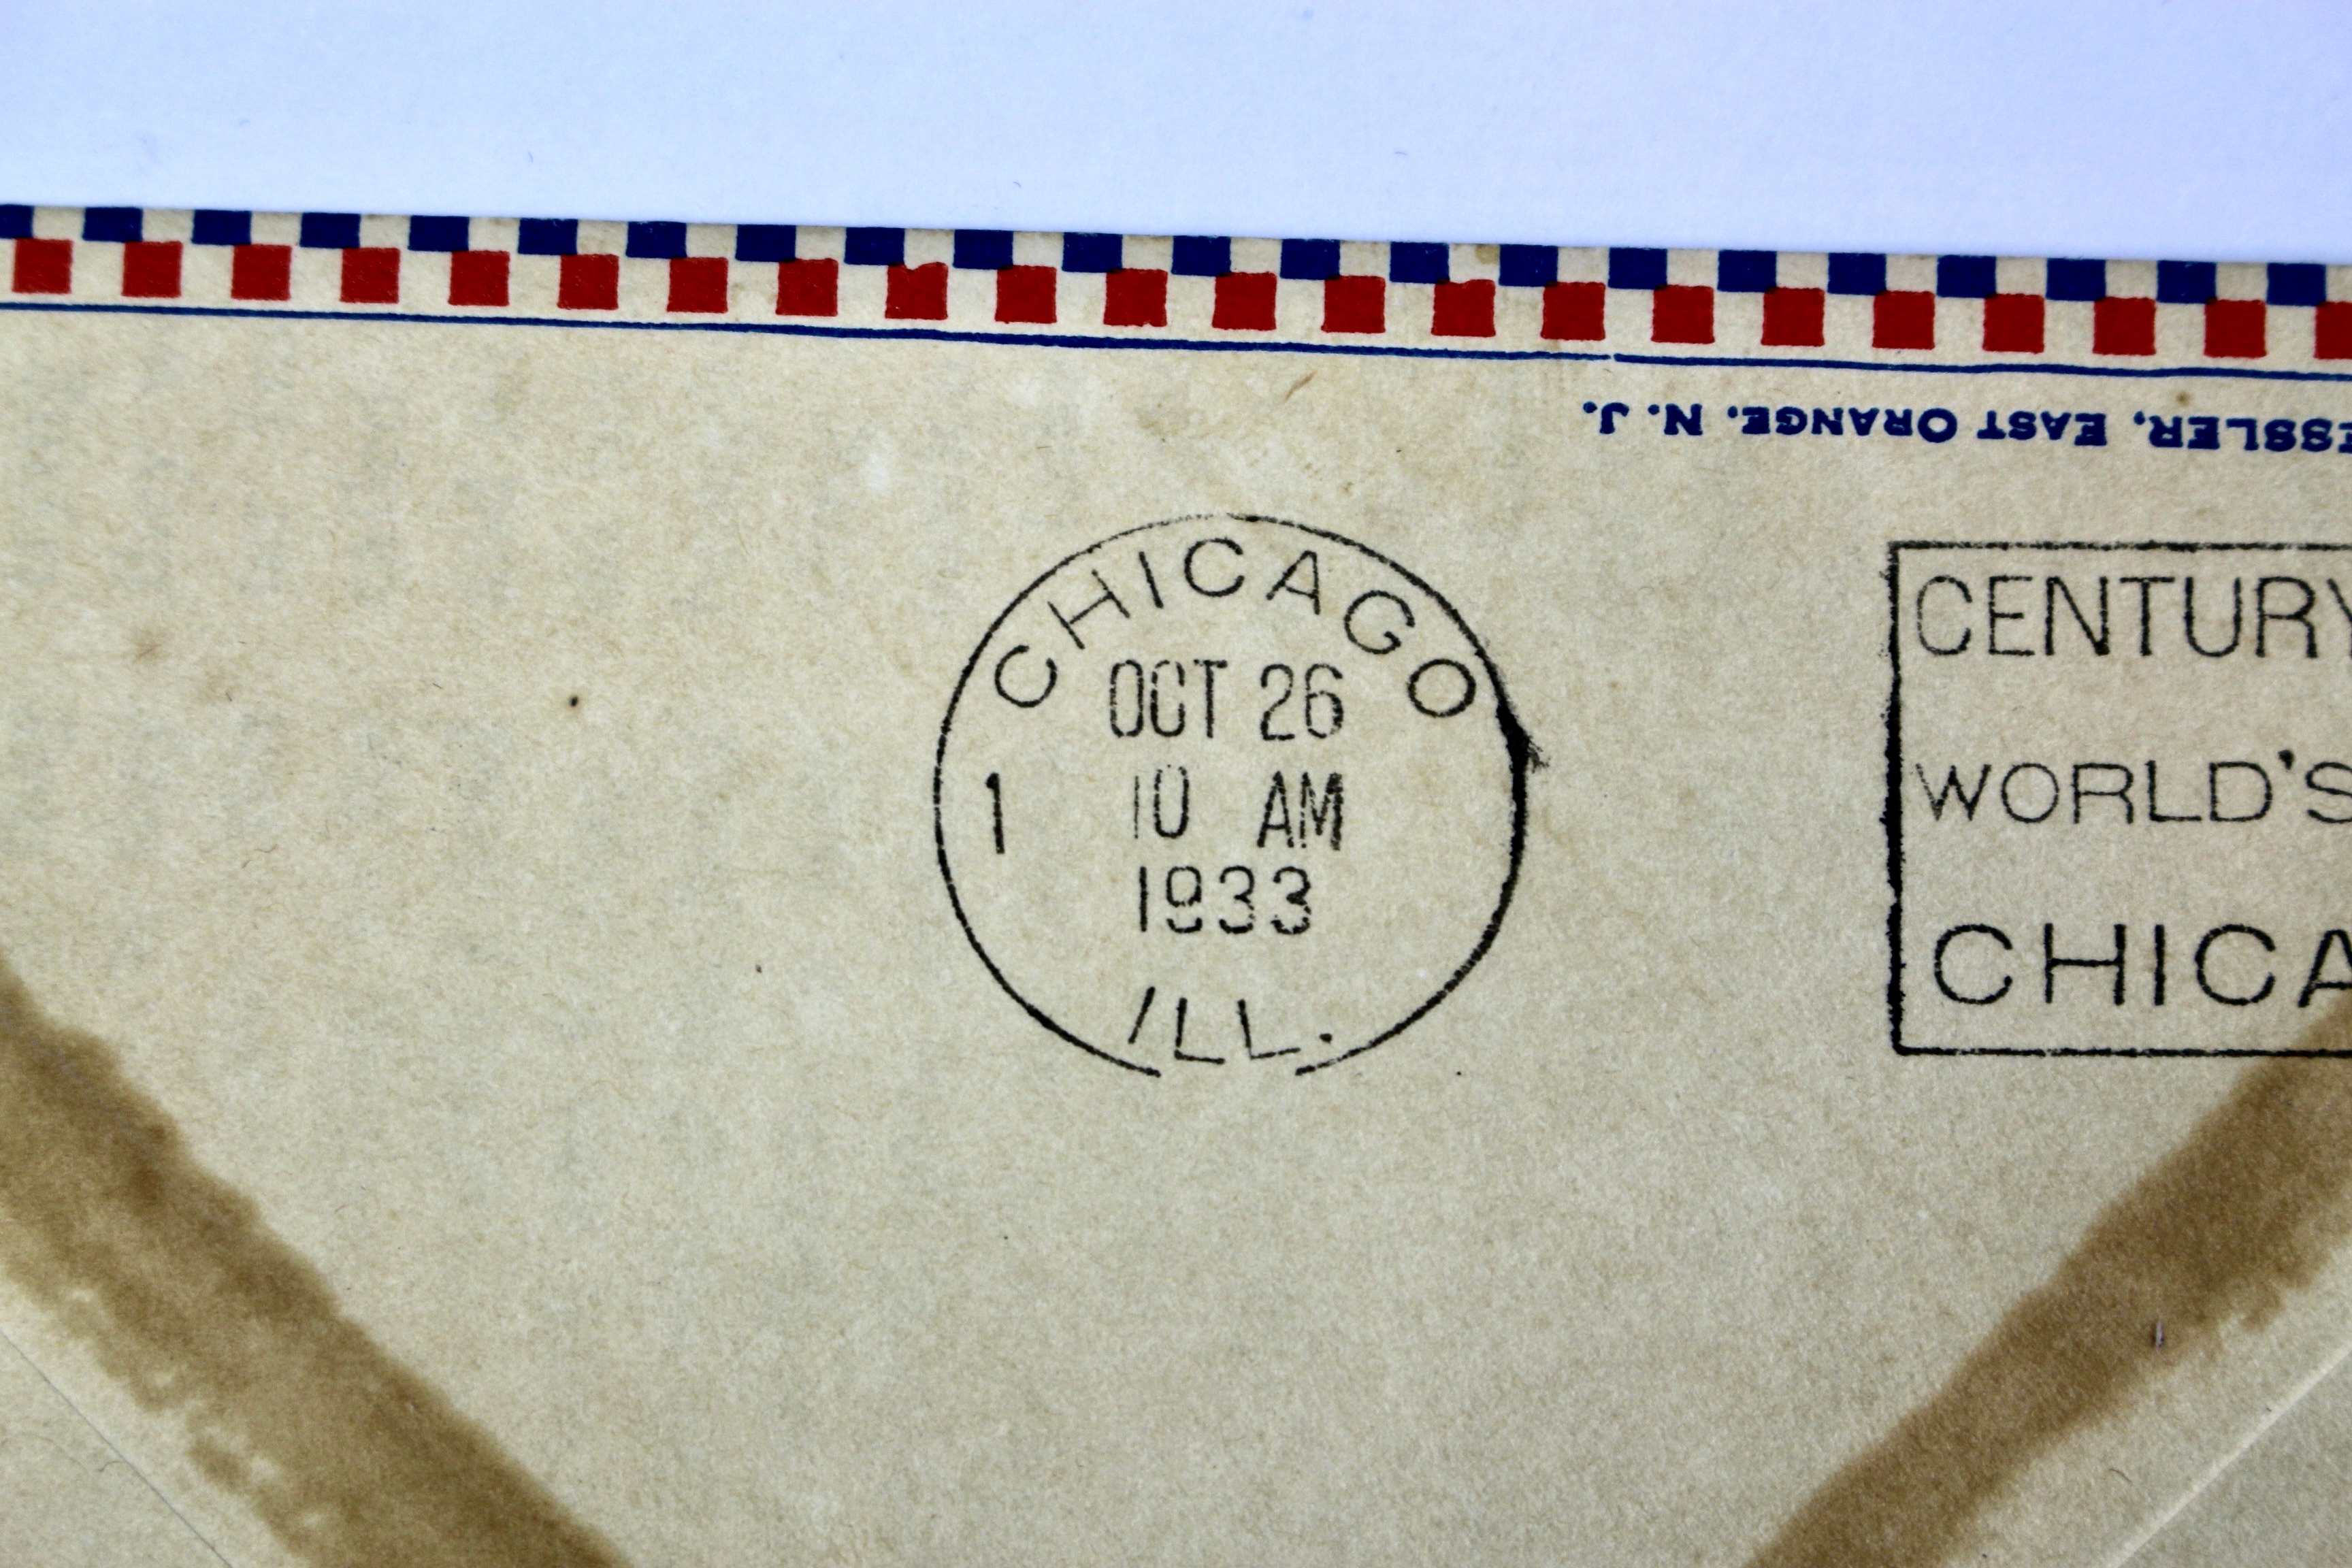 ESSLER, EAST ORANGE, N. J.
CHICAGO
OCT 26
1 10 AM
1933
ILL.
CENTURY
WORLD'S
CHICA